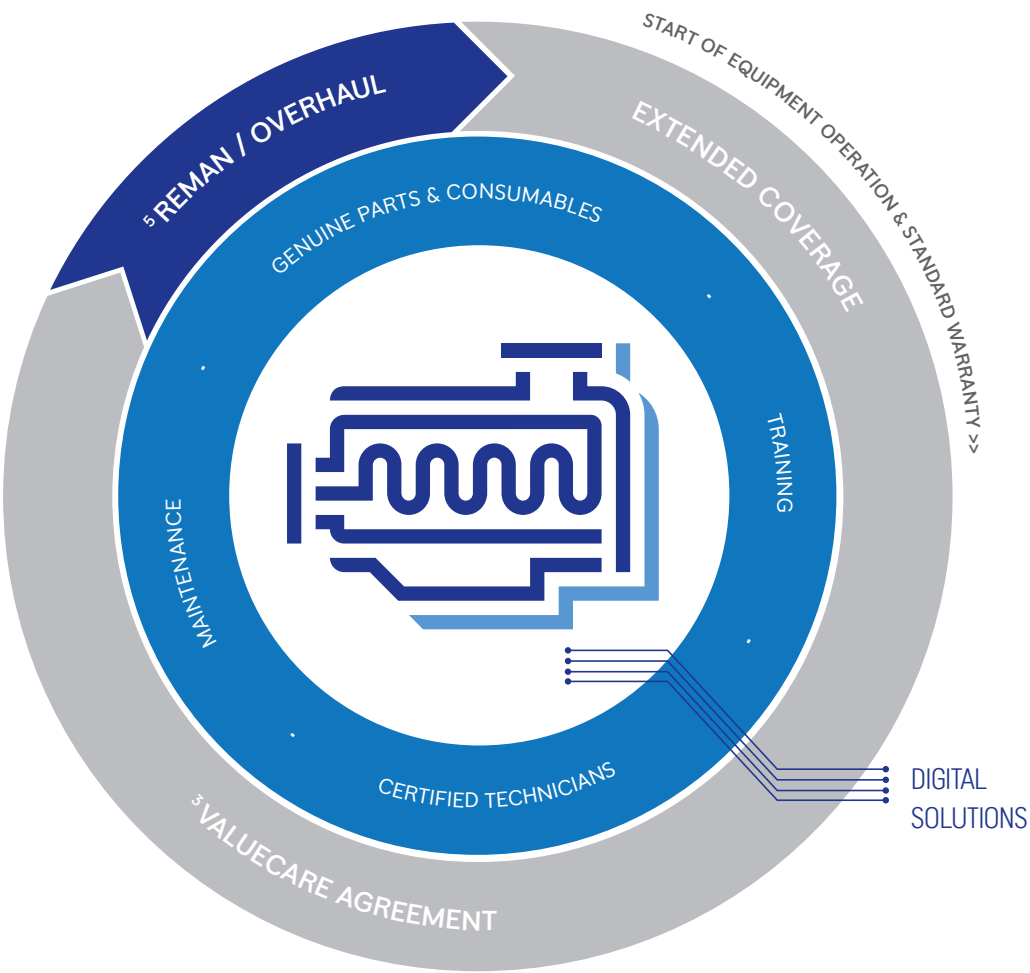 START OF EQUIPMENT OPERATION & STANDARD WARRANTY >>
EXTENDED COVERAGE
⁵ REMAN / OVERHAUL
GENUINE PARTS & CONSUMABLES
TRAINING
MAINTENANCE
CERTIFIED TECHNICIANS
³ VALUECARE AGREEMENT
DIGITAL
SOLUTIONS